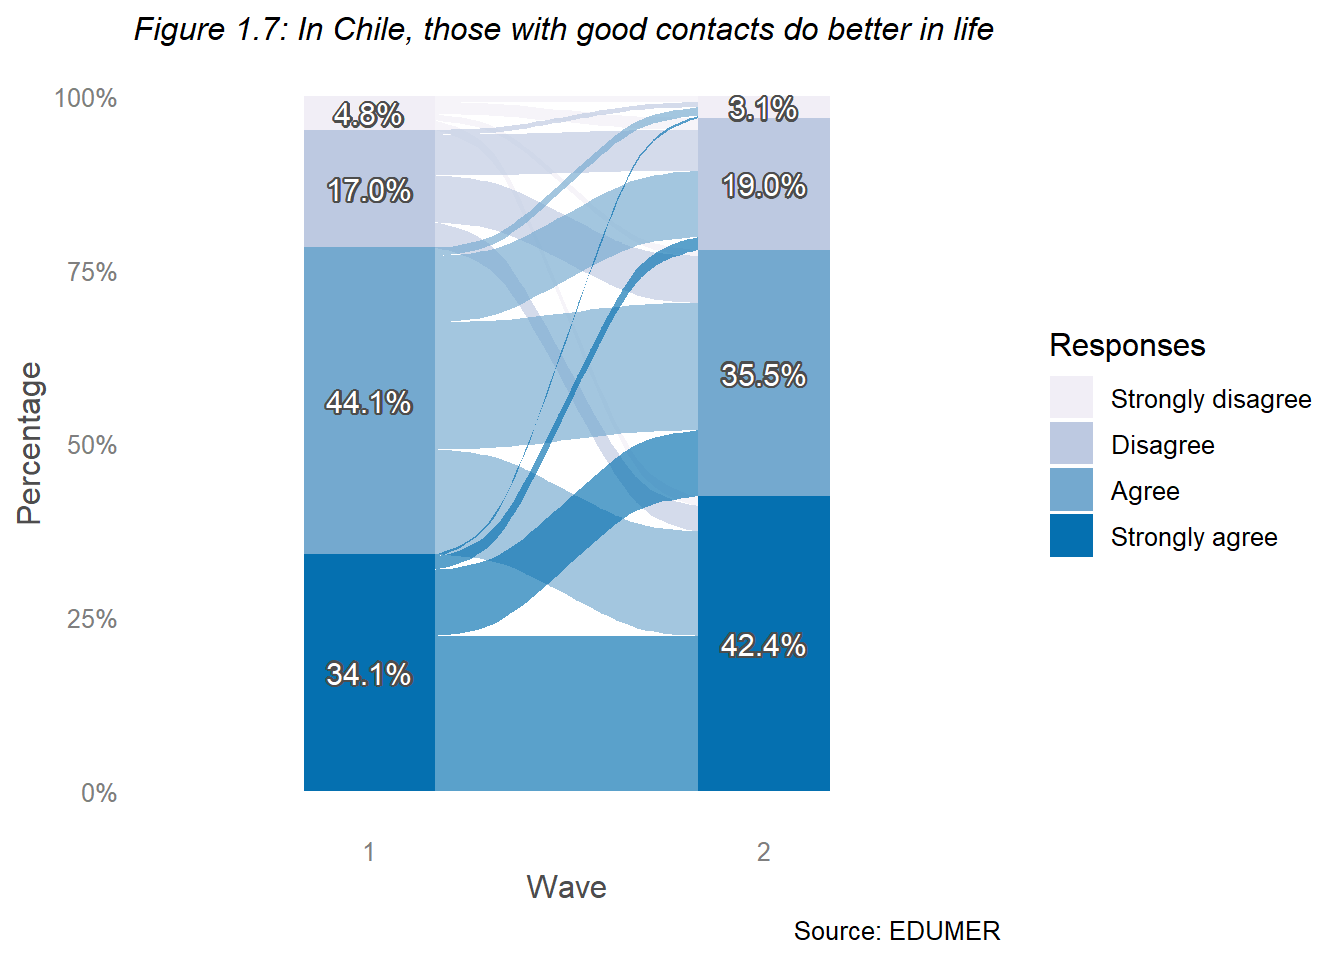 Figure 1.7: In Chile, those with good contacts do better in life
100%
75%
50%
25%
0%
Percentage
4.8%
17.0%
44.1%
34.1%
3.1%
19.0%
35.5%
42.4%
1
2
Wave
Responses
Strongly disagree
Disagree
Agree
Strongly agree
Source: EDUMER